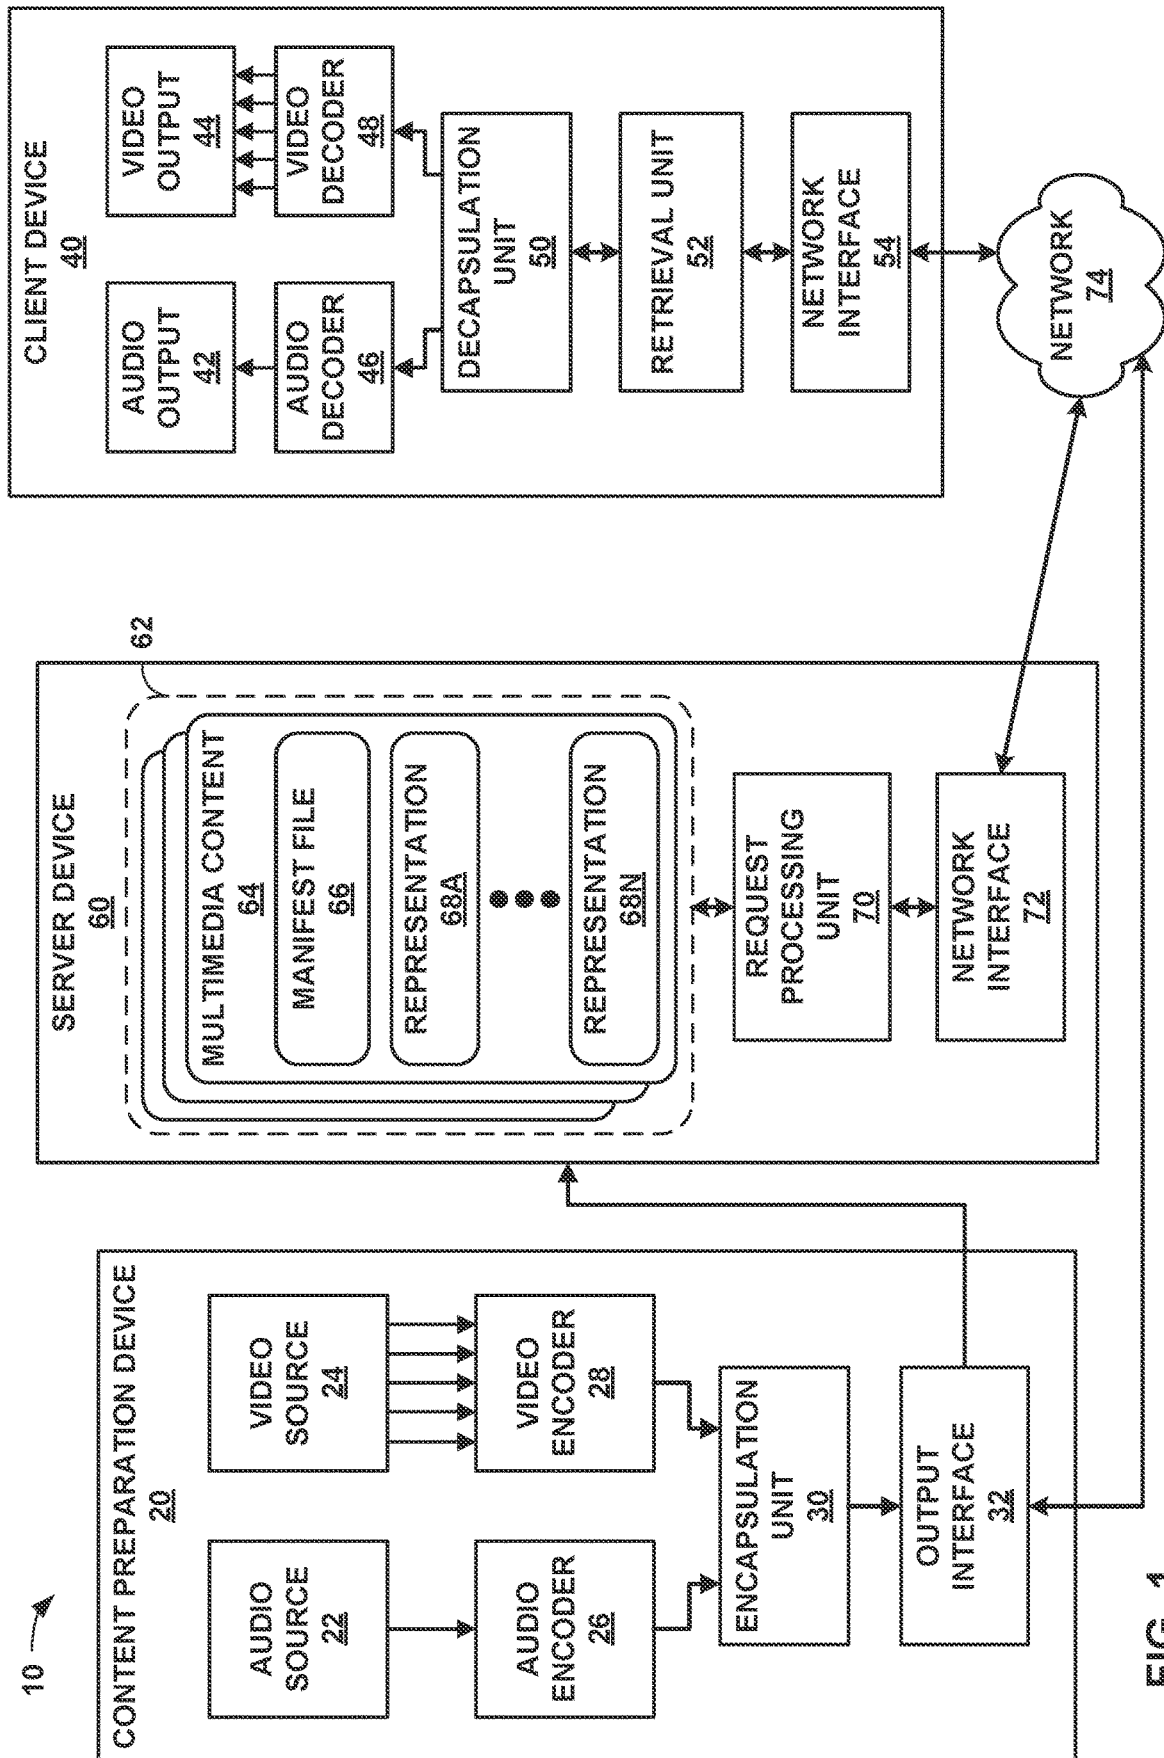 10
CONTENT PREPARATION DEVICE
20
AUDIO
SOURCE
22
VIDEO
SOURCE
24
AUDIO
ENCODER
26
VIDEO
ENCODER
28
ENCAPSULATION
UNIT
30
OUTPUT
INTERFACE
32
SERVER DEVICE
60
62
MULTIMEDIA CONTENT
64
MANIFEST FILE
66
REPRESENTATION
68A
REPRESENTATION
68N
REQUEST
PROCESSING
UNIT
70
NETWORK
INTERFACE
72
CLIENT DEVICE
40
AUDIO
OUTPUT
42
VIDEO
OUTPUT
44
AUDIO
DECODER
46
VIDEO
DECODER
48
DECAPSULATION
UNIT
50
RETRIEVAL UNIT
52
NETWORK
INTERFACE
54
NETWORK
74
FIG. 1